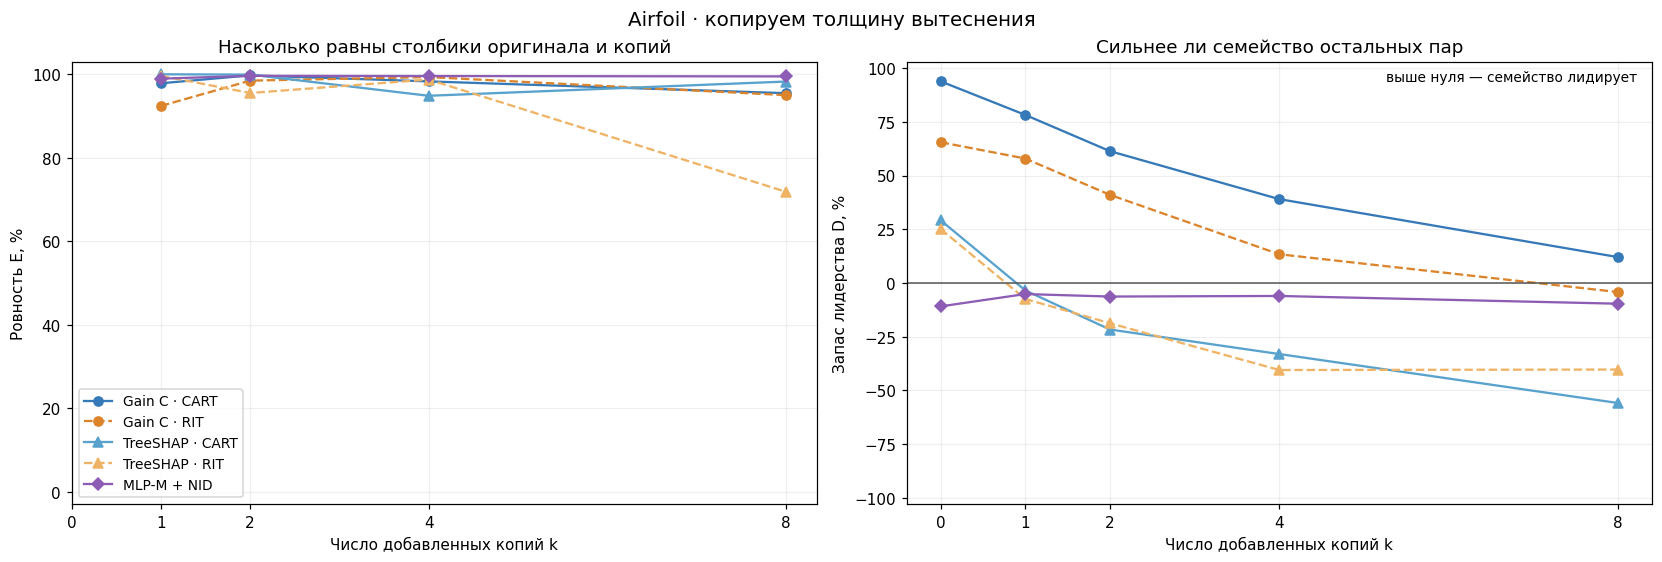 Airfoil · копируем толщину вытеснения
Насколько равны столбики оригинала и копий
Ровность E, %
100
80
60
40
20
0
Gain C · CART
Gain C · RIT
TreeSHAP · CART
TreeSHAP · RIT
MLP-M + NID
0 1 2 4 8
Число добавленных копий k
Сильнее ли семейство остальных пар
выше нуля — семейство лидирует
Запас лидерства D, %
100
75
50
25
0
−25
−50
−75
−100
0 1 2 4 8
Число добавленных копий k